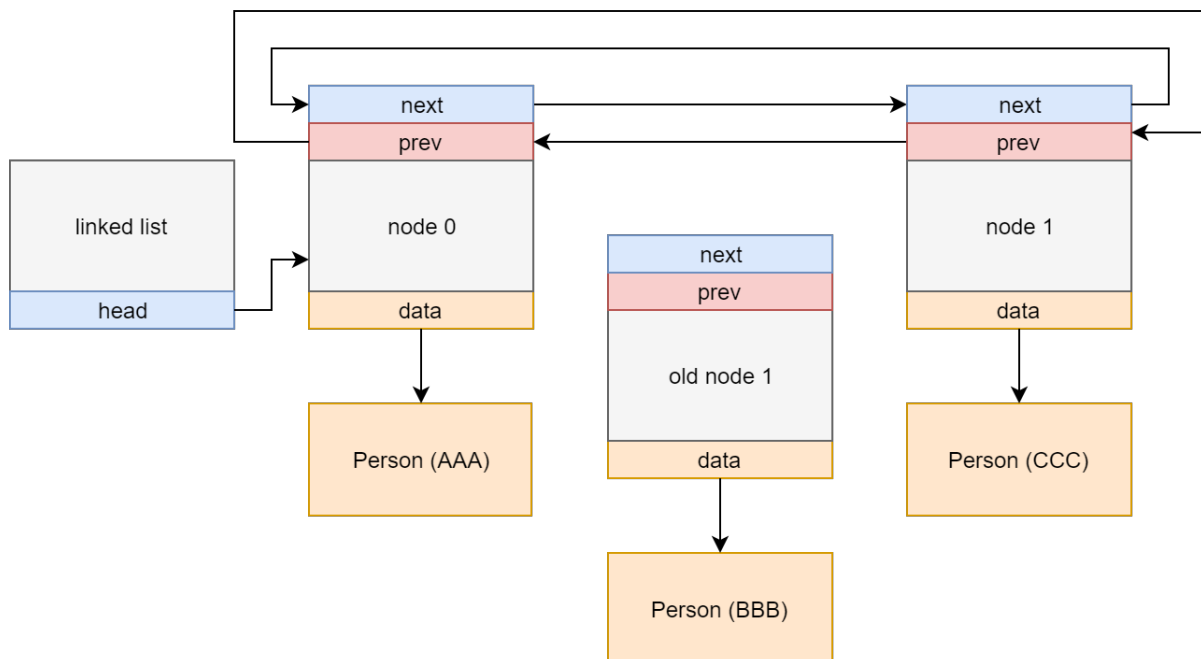 next
prev
node 0
data
Person (AAA)
linked list
head
next
prev
old node 1
data
Person (BBB)
next
prev
node 1
data
Person (CCC)